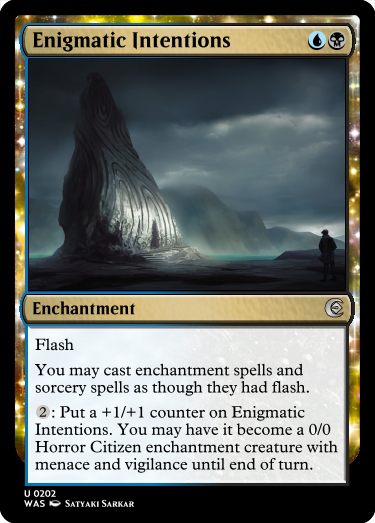 Enigmatic Intentions
Enchantment
Flash
You may cast enchantment spells and
sorcery spells as though they had flash.
2: Put a +1/+1 counter on Enigmatic
Intentions. You may have it become a 0/0
Horror Citizen enchantment creature with
menace and vigilance until end of turn.
U 0202
WAS Satyaki Sarkar